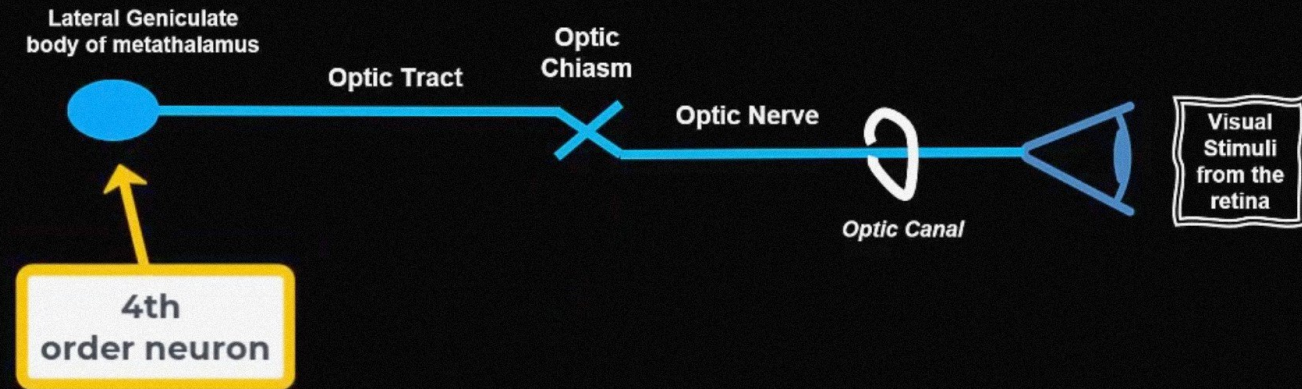 Lateral Geniculate
body of metathalamus
Optic Tract
Optic
Chiasm
Optic Nerve
Optic Canal
Visual
Stimuli
from the
retina
4th
order neuron